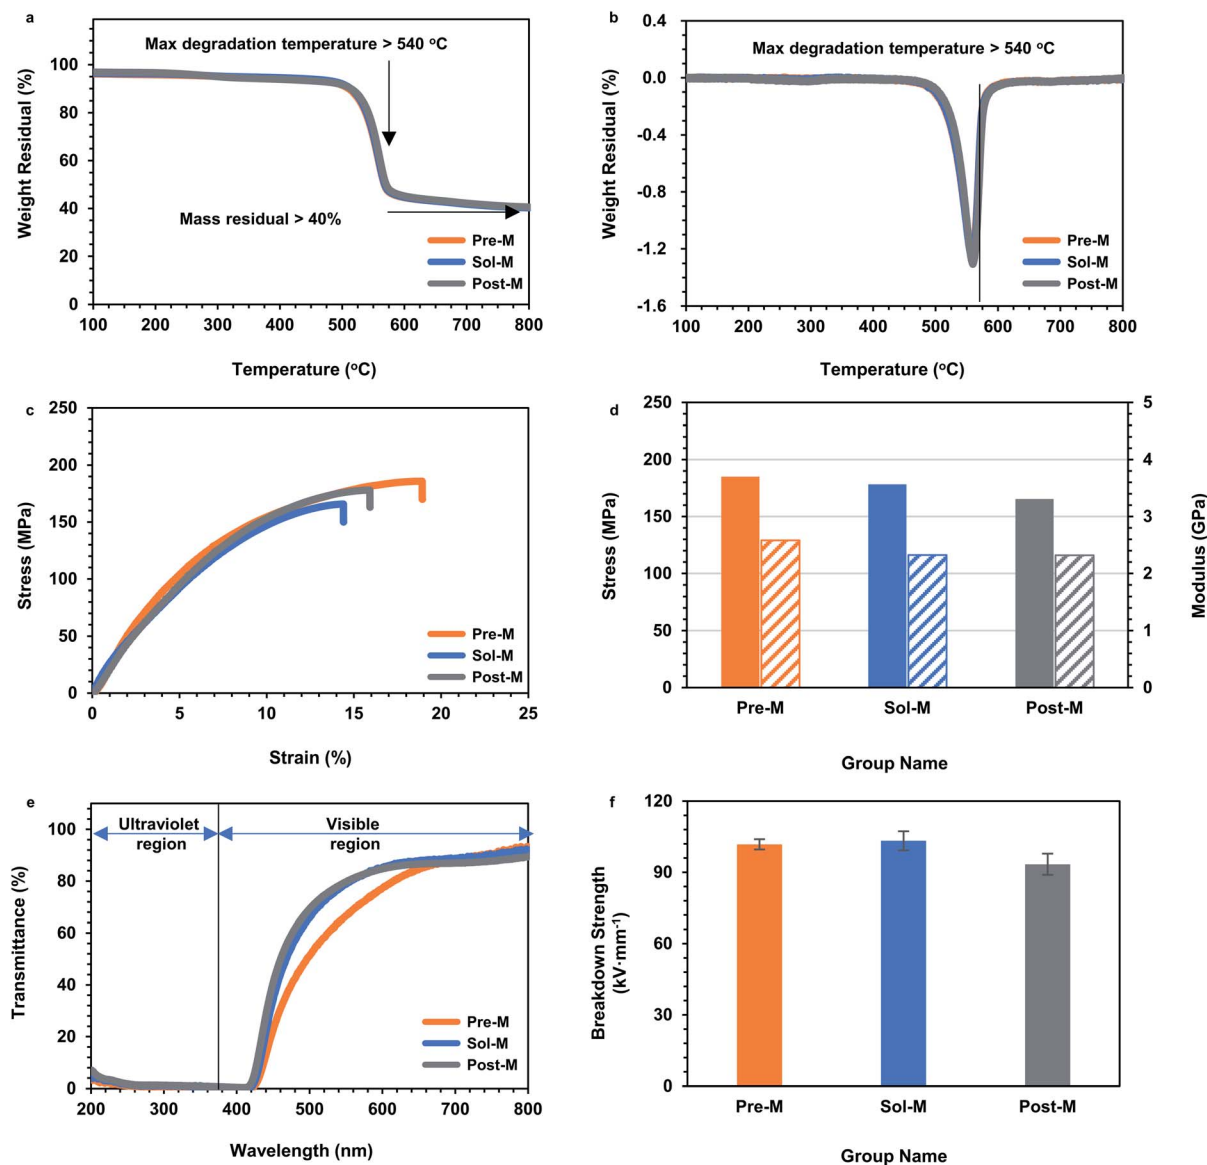 a
Max degradation temperature > 540 °C
100
80
60
40
20
0
Weight Residual (%)
Mass residual > 40%
Pre-M
Sol-M
Post-M
100 200 300 400 500 600 700 800
Temperature (°C)
b
Max degradation temperature > 540 °C
0.4
0.0
-0.4
-0.8
-1.2
-1.6
Weight Residual (%)
Pre-M
Sol-M
Post-M
100 200 300 400 500 600 700 800
Temperature (°C)
c
250
200
150
100
50
0
Stress (MPa)
Pre-M
Sol-M
Post-M
0 5 10 15 20 25
Strain (%)
d
250
200
150
100
50
0
Stress (MPa)
5
4
3
2
1
0
Modulus (GPa)
Pre-M Sol-M Post-M
Group Name
e
100
80
60
40
20
0
Transmittance (%)
Ultraviolet
region
Visible
region
Pre-M
Sol-M
Post-M
200 300 400 500 600 700 800
Wavelength (nm)
f
120
90
60
30
0
Breakdown Strength
(kV·mm⁻¹)
Pre-M Sol-M Post-M
Group Name